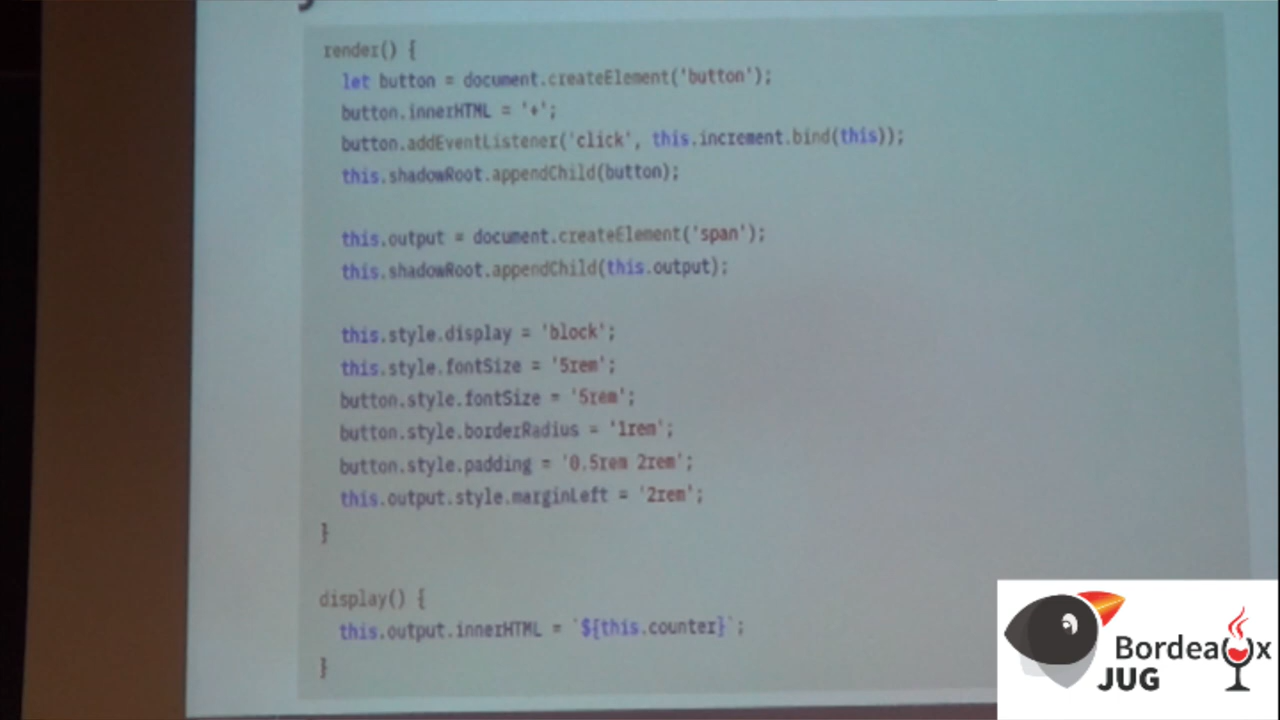 render() {
let button = document.createElement('button');
button.innerHTML = '+';
button.addEventListener('click', this.increment.bind(this));
this.shadowRoot.appendChild(button);
this.output = document.createElement('span');
this.shadowRoot.appendChild(this.output);
this.style.display = 'block';
this.style.fontSize = '5rem';
button.style.fontSize = '5rem';
button.style.borderRadius = '1rem';
button.style.padding = '0.5rem 2rem';
this.output.style.marginLeft = '2rem';
}
display() {
this.output.innerHTML = `${this.counter}`;
}
Bordeaux
JUG